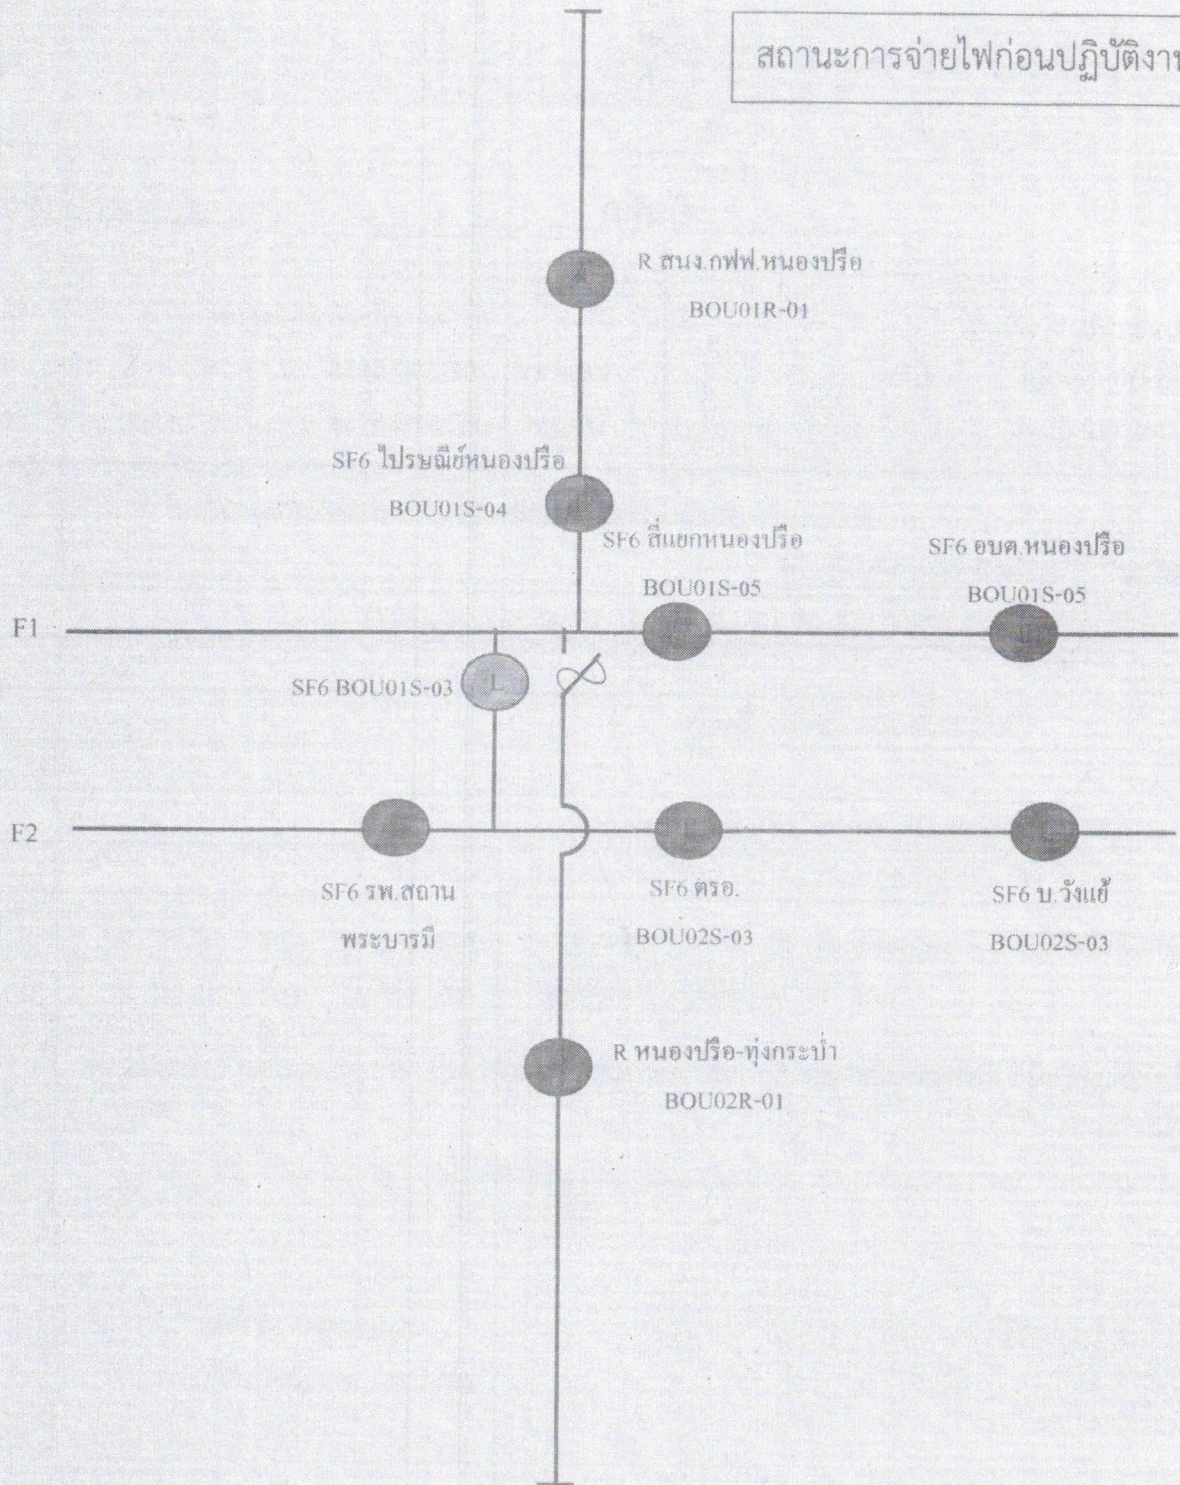 สถานะการจ่ายไฟก่อนปฏิบัติงาน
R สนง.กฟฟ.หนองปรือ
BOU01R-01
SF6 ไปรษณีย์หนองปรือ
BOU01S-04
SF6 สี่แยกหนองปรือ
BOU01S-05
SF6 อบต.หนองปรือ
BOU01S-05
F1
SF6 BOU01S-03
L
F2
SF6 รพ.สถาน
พระบารมี
SF6 ตรอ.
BOU02S-03
SF6 บ.วังแย้
BOU02S-03
R หนองปรือ-ทุ่งกระบ่ำ
BOU02R-01